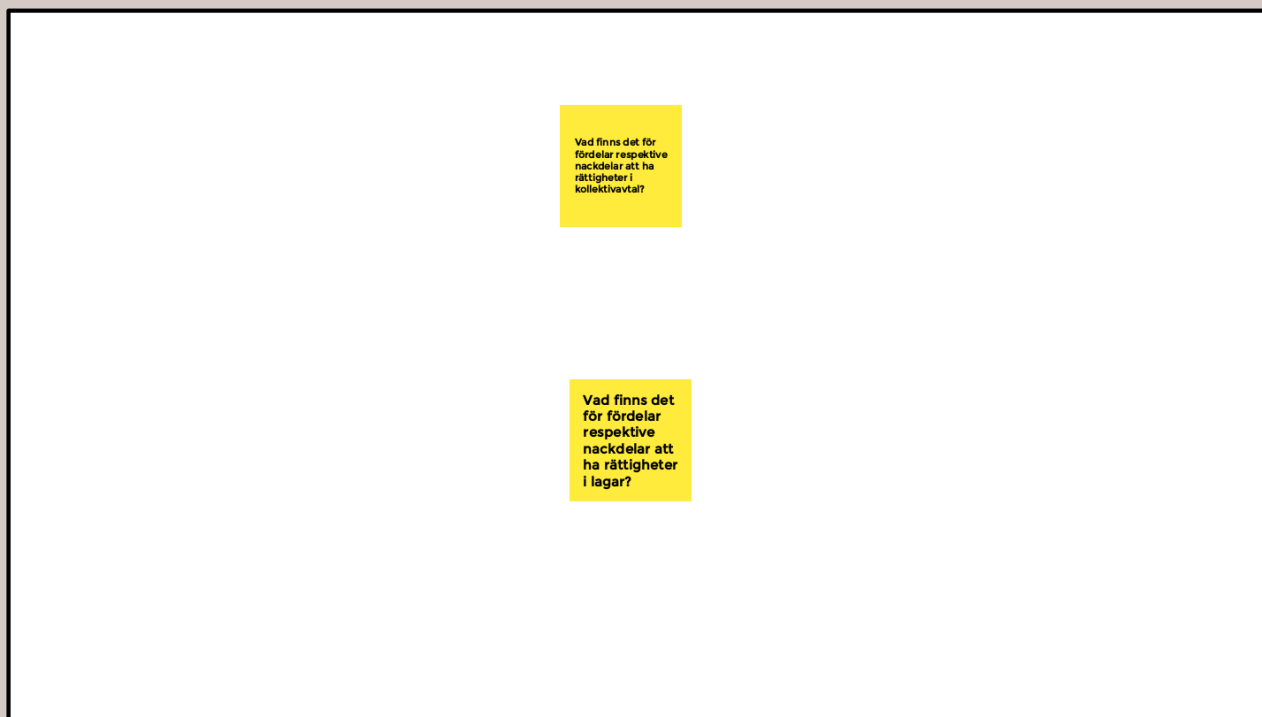 Vad finns det för
fördelar respektive
nackdelar att ha
rättigheter i
kollektivavtal?
Vad finns det
för fördelar
respektive
nackdelar att
ha rättigheter
i lagar?